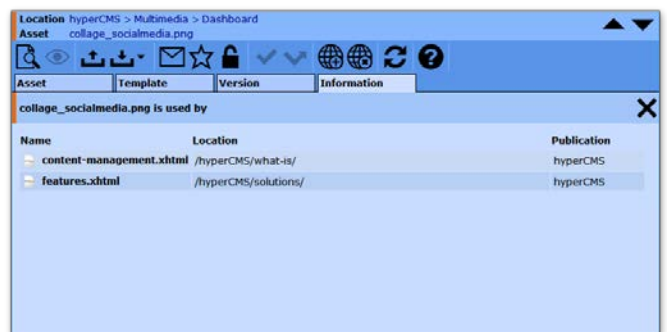 Location hyperCMS > Multimedia > Dashboard
Asset collage_socialmedia.png
Asset Template Version Information
collage_socialmedia.png is used by
Name Location Publication
content-management.xhtml /hyperCMS/what-is/ hyperCMS
features.xhtml /hyperCMS/solutions/ hyperCMS